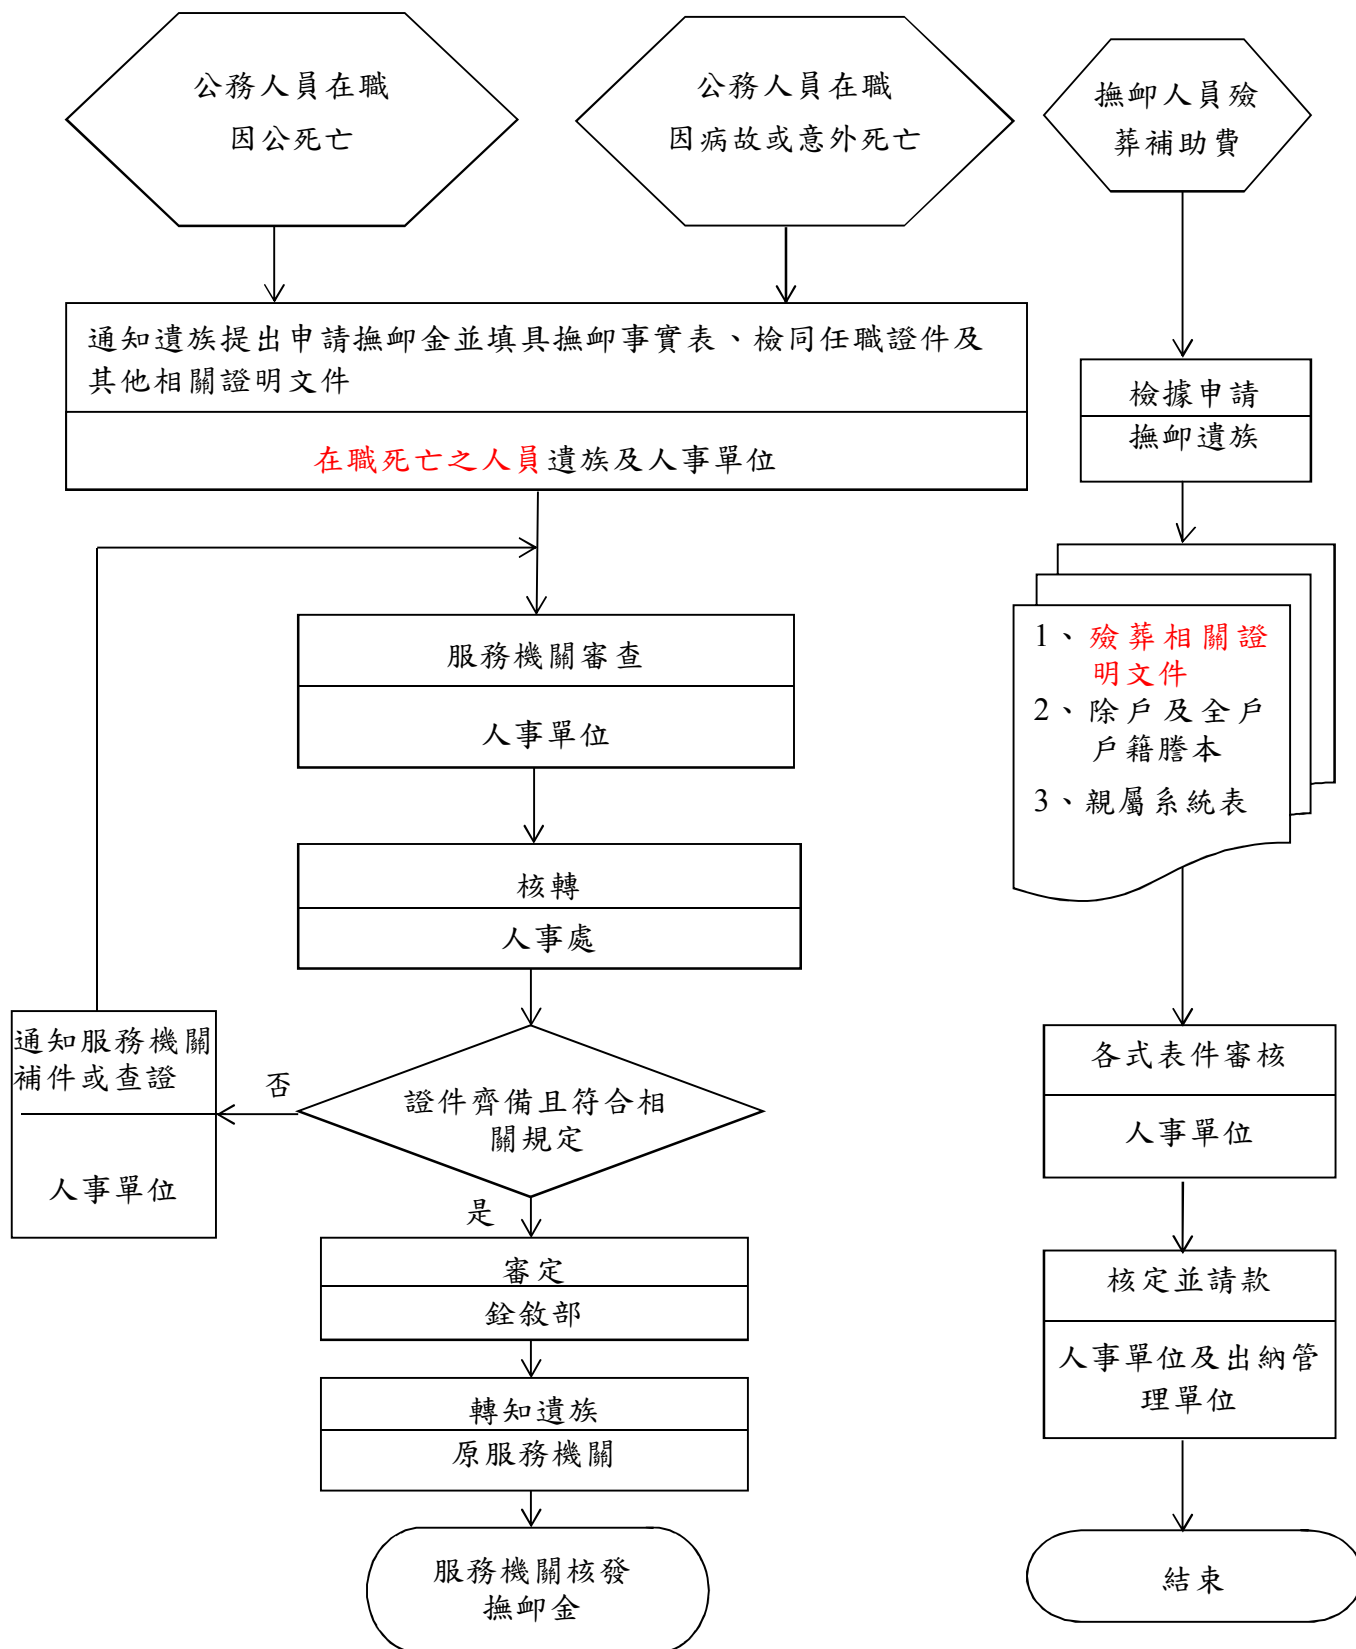 公務人員在職
因公死亡
公務人員在職
因病故或意外死亡
撫卹人員殮
葬補助費
通知遺族提出申請撫卹金並填具撫卹事實表、檢同任職證件及
其他相關證明文件
在職死亡之人員遺族及人事單位
檢據申請
撫卹遺族
服務機關審查
人事單位
1、殮葬相關證
明文件
2、除戶及全戶
戶籍謄本
3、親屬系統表
核轉
人事處
通知服務機關
補件或查證
人事單位
否
證件齊備且符合相
關規定
是
各式表件審核
人事單位
審定
銓敘部
核定並請款
人事單位及出納管
理單位
轉知遺族
原服務機關
服務機關核發
撫卹金
結束